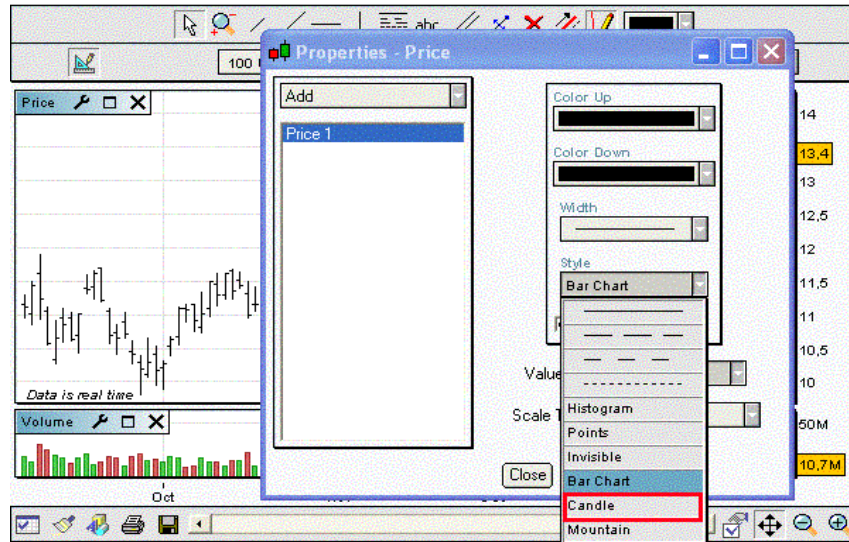 abc
Properties - Price
100
Price
Add
Price 1
Color Up
Color Down
Width
Style
Bar Chart
Histogram
Points
Invisible
Bar Chart
Candle
Mountain
Value
Scale
Close
14
13,4
13
12,5
12
11,5
11
10,5
10
Data is real time
Volume
50M
10,7M
Oct